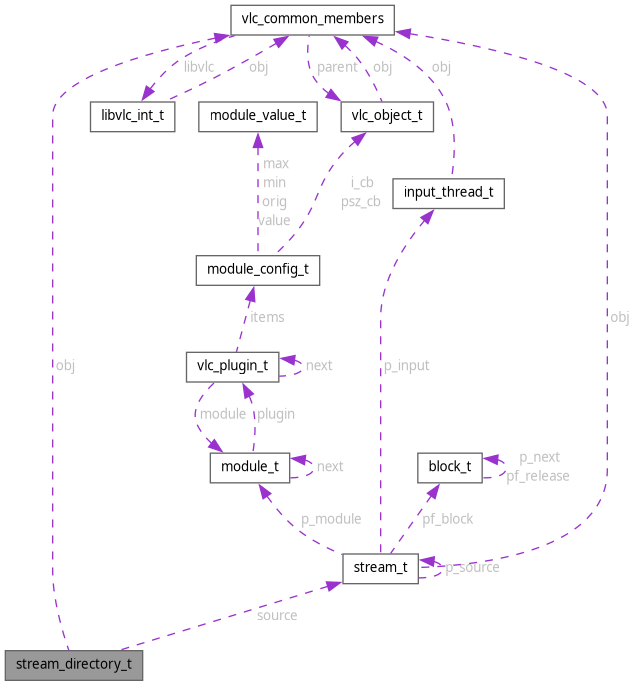 vlc_common_members
libvlc
obj
parent
obj
obj
libvlc_int_t
module_value_t
vlc_object_t
max
min
orig
value
i_cb
psz_cb
input_thread_t
module_config_t
items
obj
obj
p_input
vlc_plugin_t
next
module
plugin
module_t
next
block_t
p_next
pf_release
p_module
pf_block
stream_t
p_source
source
stream_directory_t